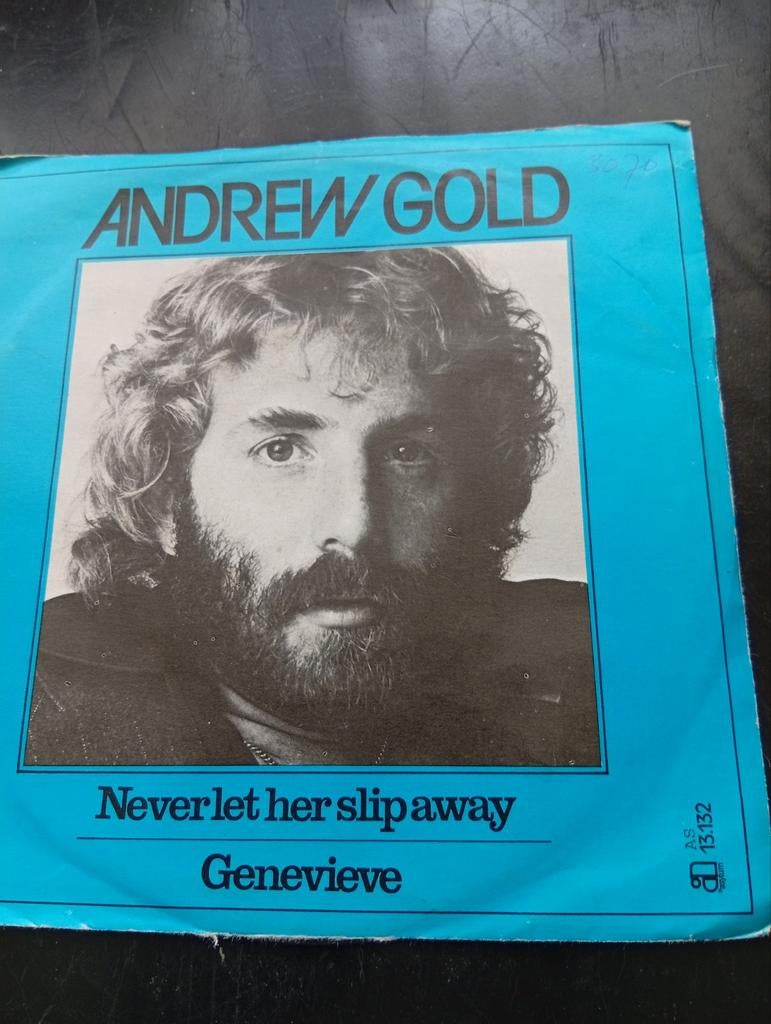 ANDREW GOLD
Never let her slip away
Genevieve
AS
13.132
asylum